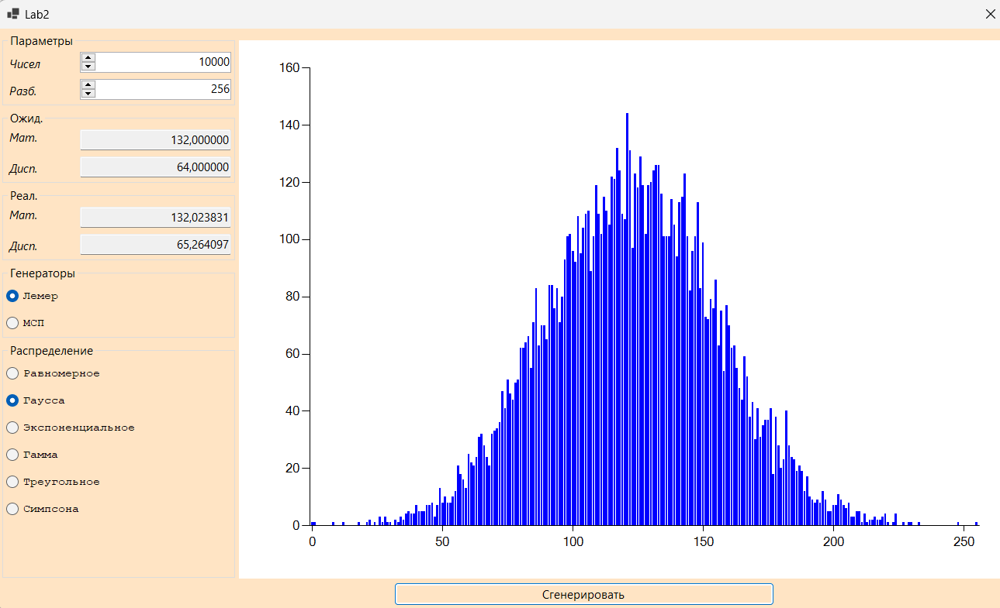 Lab2
Параметры
Чисел 10000
Разб. 256
Ожид.
Мат. 132,000000
Дисп. 64,000000
Реал.
Мат. 132,023831
Дисп. 65,264097
Генераторы
Лемер
МСП
Распределение
Равномерное
Гаусса
Экспоненциальное
Гамма
Треугольное
Симпсона
160
140
120
100
80
60
40
20
0
0 50 100 150 200 250
Сгенерировать